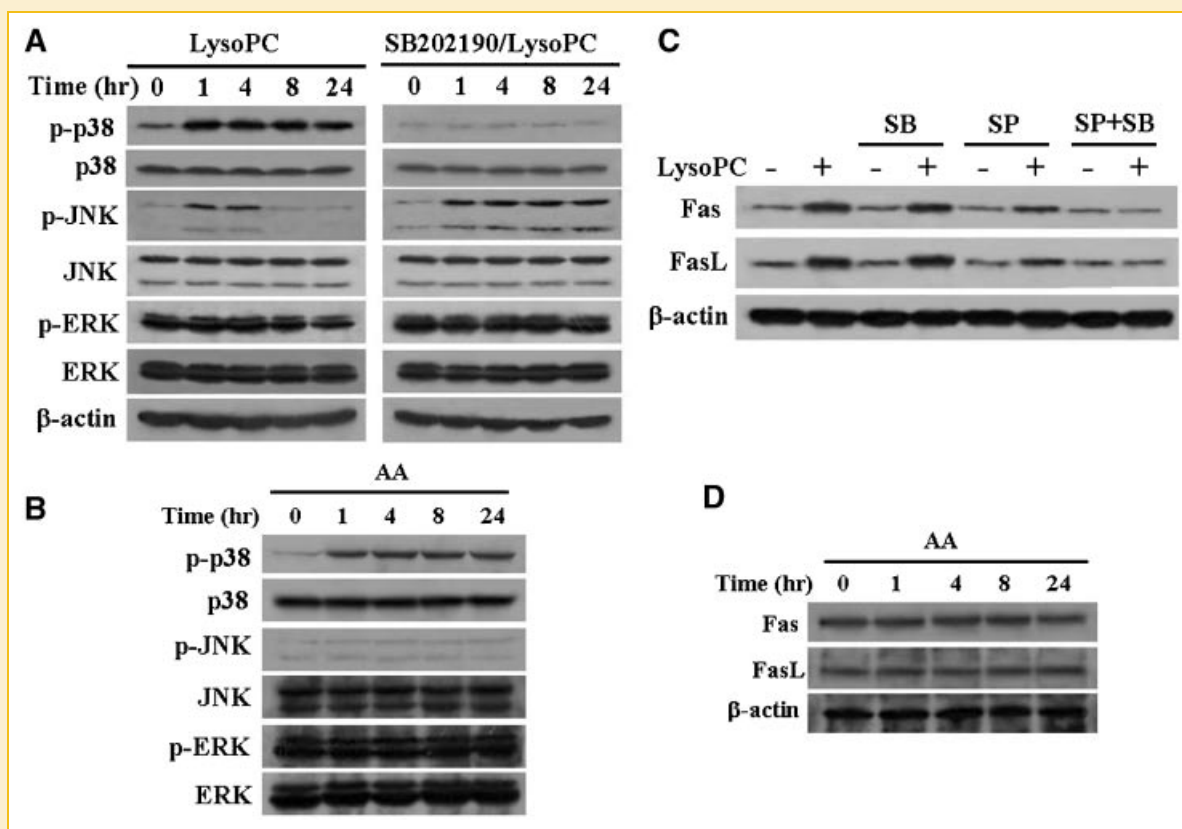 A
LysoPC
SB202190/LysoPC
Time (hr) 0 1 4 8 24 0 1 4 8 24
p-p38
p38
p-JNK
JNK
p-ERK
ERK
β-actin
B
AA
Time (hr) 0 1 4 8 24
p-p38
p38
p-JNK
JNK
p-ERK
ERK
C
SB SP SP+SB
LysoPC - + - + - + - +
Fas
FasL
β-actin
D
AA
Time (hr) 0 1 4 8 24
Fas
FasL
β-actin